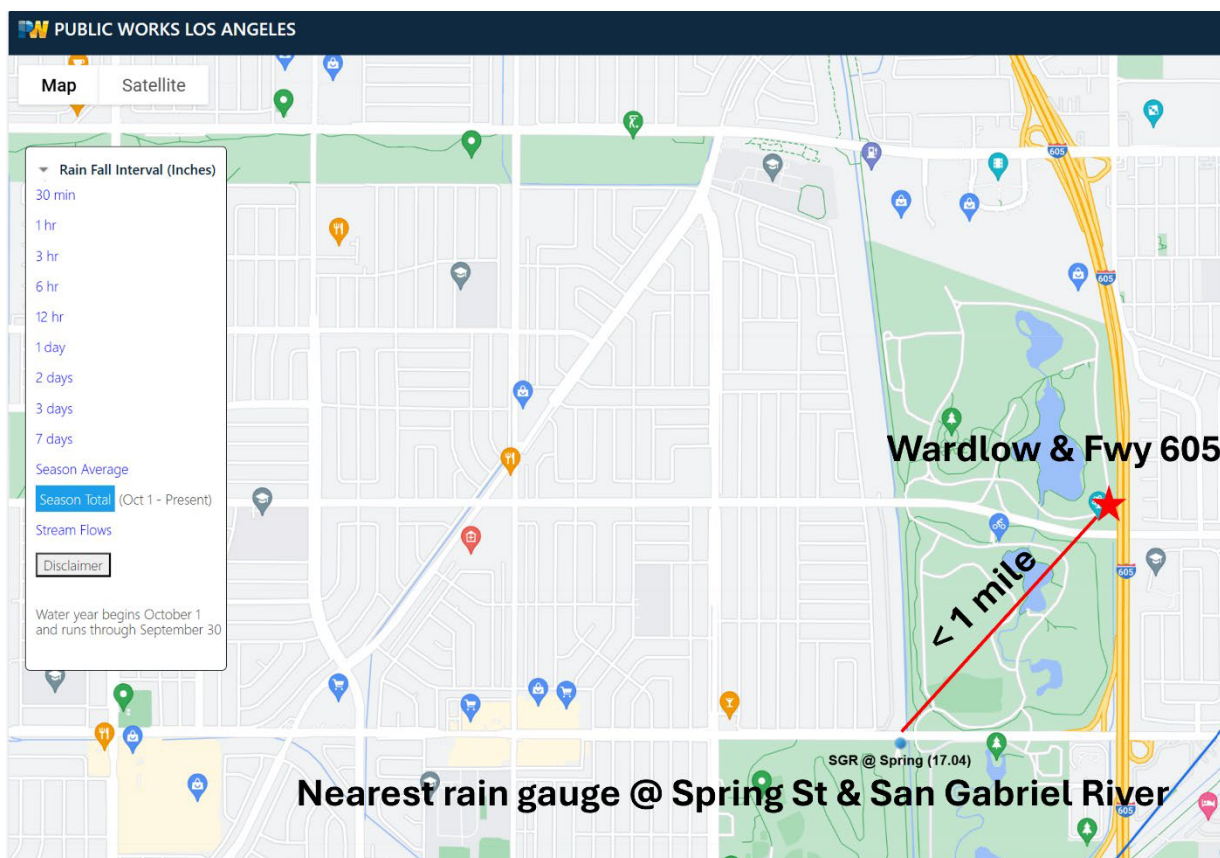 PW PUBLIC WORKS LOS ANGELES
Map Satellite
Rain Fall Interval (Inches)
30 min
1 hr
3 hr
6 hr
12 hr
1 day
2 days
3 days
7 days
Season Average
Season Total (Oct 1 - Present)
Stream Flows
Disclaimer
Water year begins October 1
and runs through September 30
605
605
Wardlow & Fwy 605
605
< 1 mile
SGR @ Spring (17.04)
Nearest rain gauge @ Spring St & San Gabriel River
605